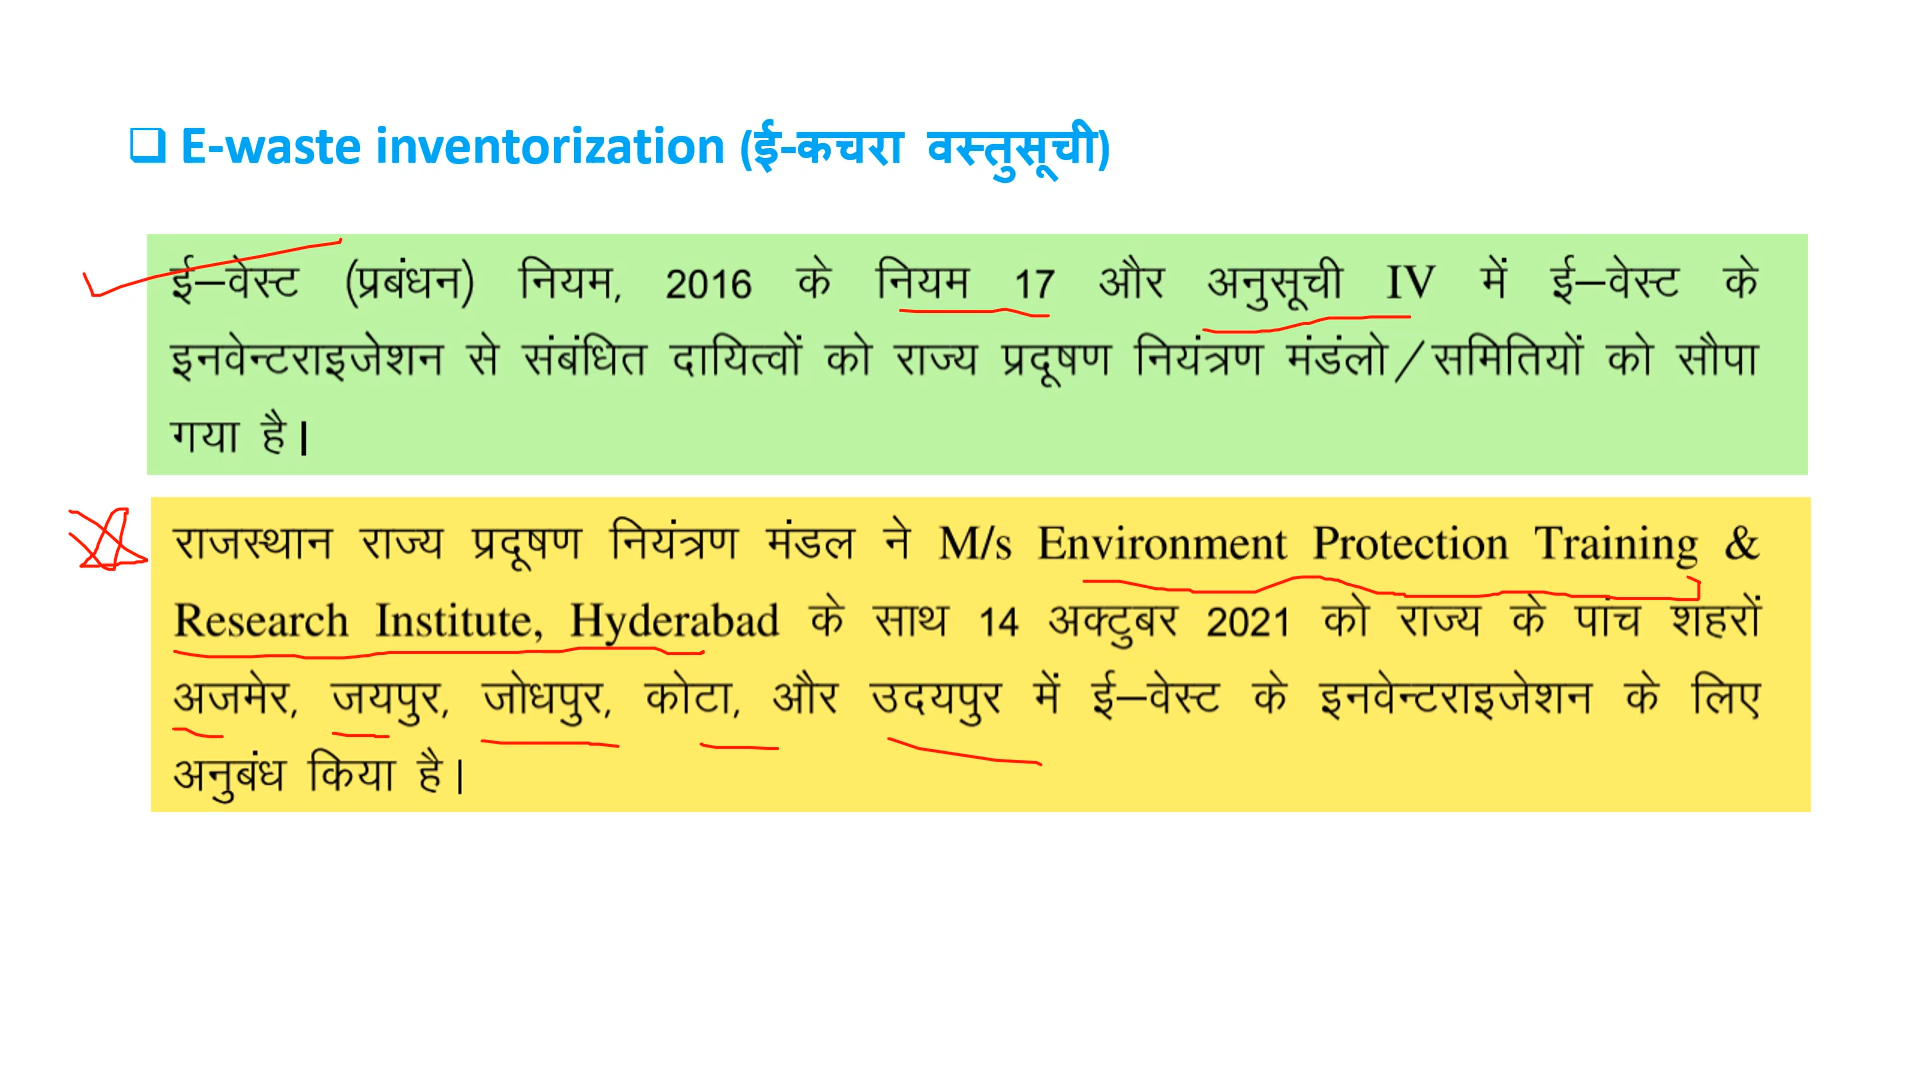 ❑ E-waste inventorization (ई-कचरा वस्तुसूची)
ई–वेस्ट (प्रबंधन) नियम, 2016 के नियम 17 और अनुसूची IV में ई–वेस्ट के
इनवेन्टराइजेशन से संबंधित दायित्वों को राज्य प्रदूषण नियंत्रण मंडंलो/समितियों को सौपा
गया है।
राजस्थान राज्य प्रदूषण नियंत्रण मंडल ने M/s Environment Protection Training &
Research Institute, Hyderabad के साथ 14 अक्टुबर 2021 को राज्य के पांच शहरों
अजमेर, जयपुर, जोधपुर, कोटा, और उदयपुर में ई–वेस्ट के इनवेन्टराइजेशन के लिए
अनुबंध किया है।